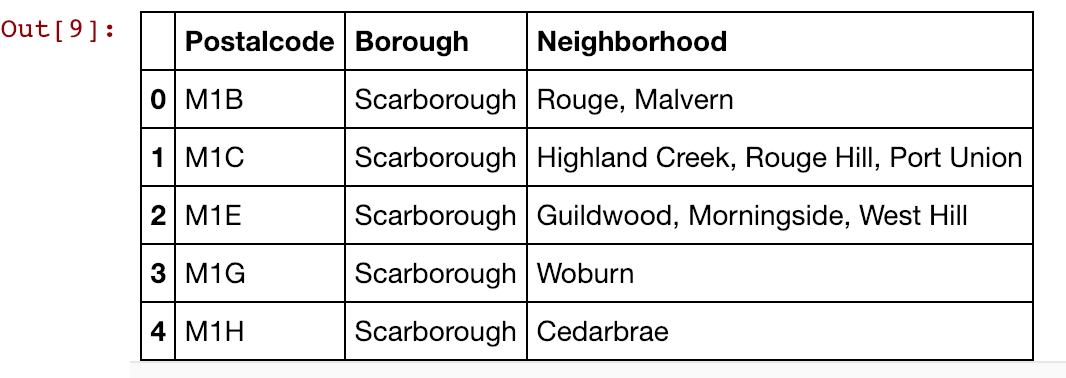 Out[9]:
Postalcode Borough Neighborhood
0 M1B Scarborough Rouge, Malvern
1 M1C Scarborough Highland Creek, Rouge Hill, Port Union
2 M1E Scarborough Guildwood, Morningside, West Hill
3 M1G Scarborough Woburn
4 M1H Scarborough Cedarbrae